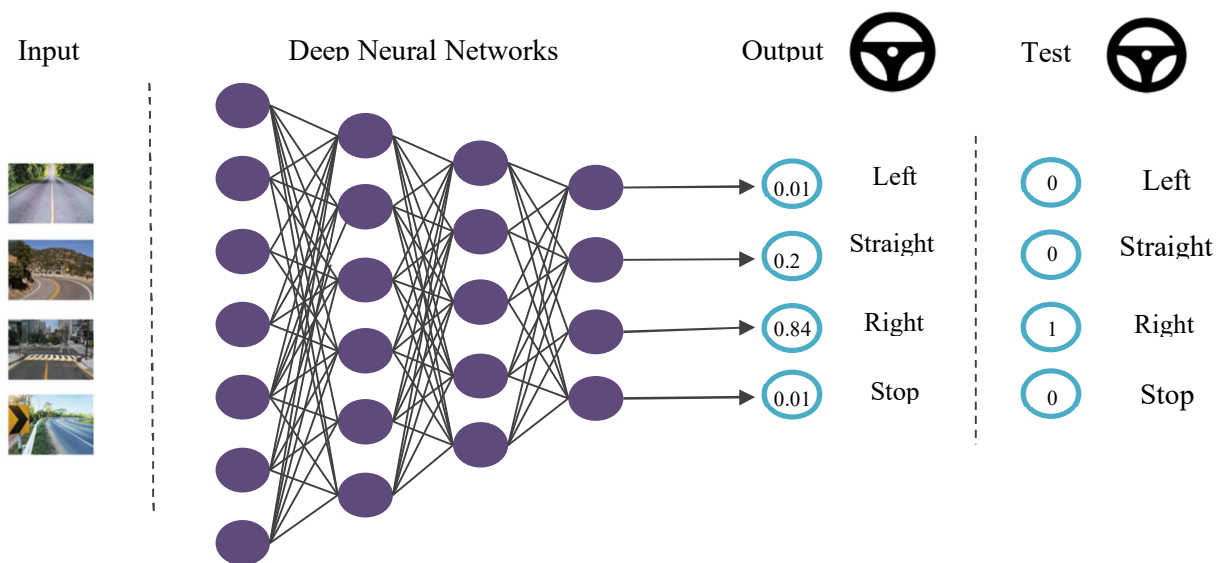 Input
Deep Neural Networks
Output
Test
0.01
Left
0
Left
0.2
Straight
0
Straight
0.84
Right
1
Right
0.01
Stop
0
Stop